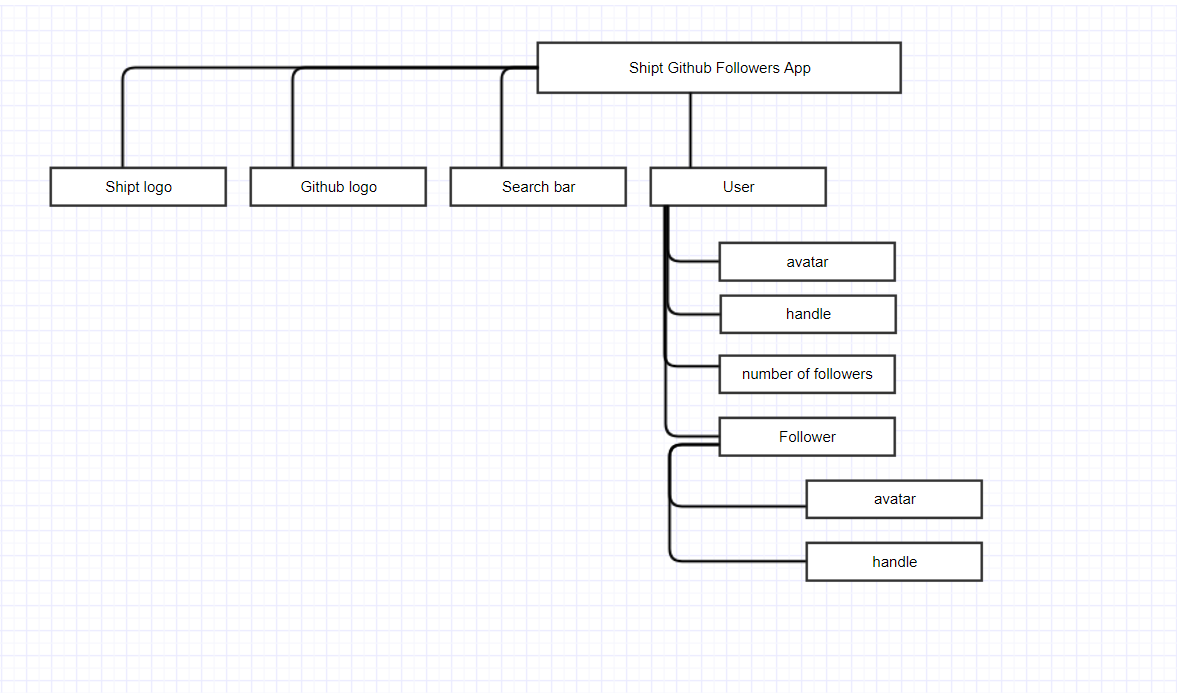 Shipt Github Followers App
Shipt logo
Github logo
Search bar
User
avatar
handle
number of followers
Follower
avatar
handle